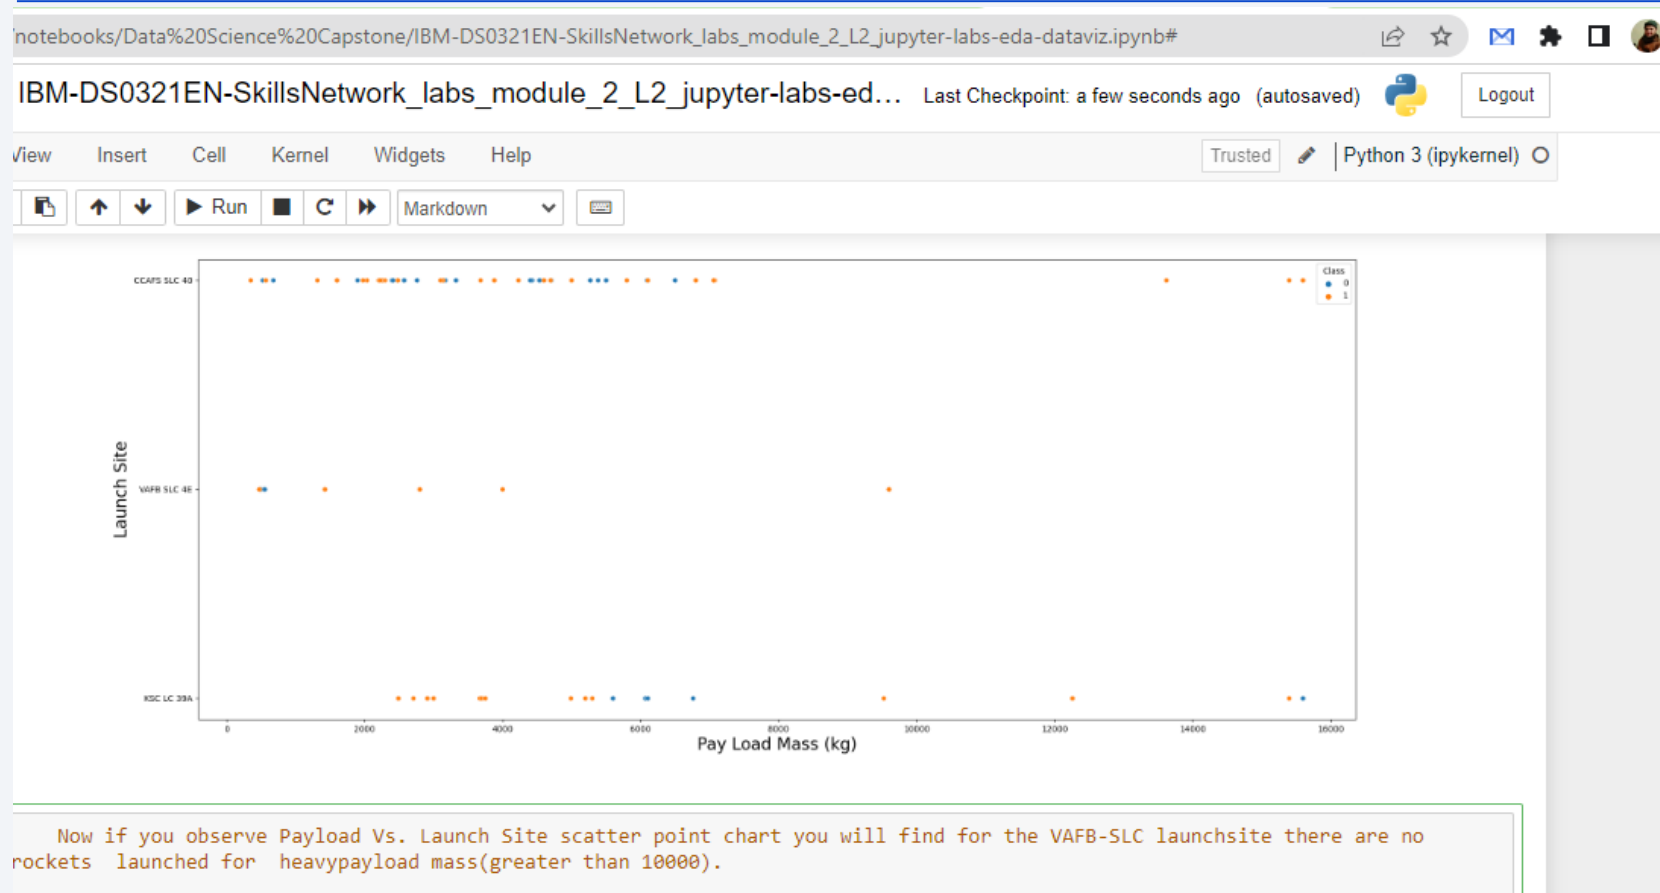 /notebooks/Data%20Science%20Capstone/IBM-DS0321EN-SkillsNetwork_labs_module_2_L2_jupyter-labs-eda-dataviz.ipynb#
IBM-DS0321EN-SkillsNetwork_labs_module_2_L2_jupyter-labs-ed... Last Checkpoint: a few seconds ago (autosaved) Logout
View Insert Cell Kernel Widgets Help Trusted Python 3 (ipykernel)
Run Markdown
CCAFS SLC 40
Class
0
1
Launch Site
VAFB SLC 4E
KSC LC 39A
0 2000 4000 6000 8000 10000 12000 14000 16000
Pay Load Mass (kg)
Now if you observe Payload Vs. Launch Site scatter point chart you will find for the VAFB-SLC launchsite there are no
rockets launched for heavypayload mass(greater than 10000).